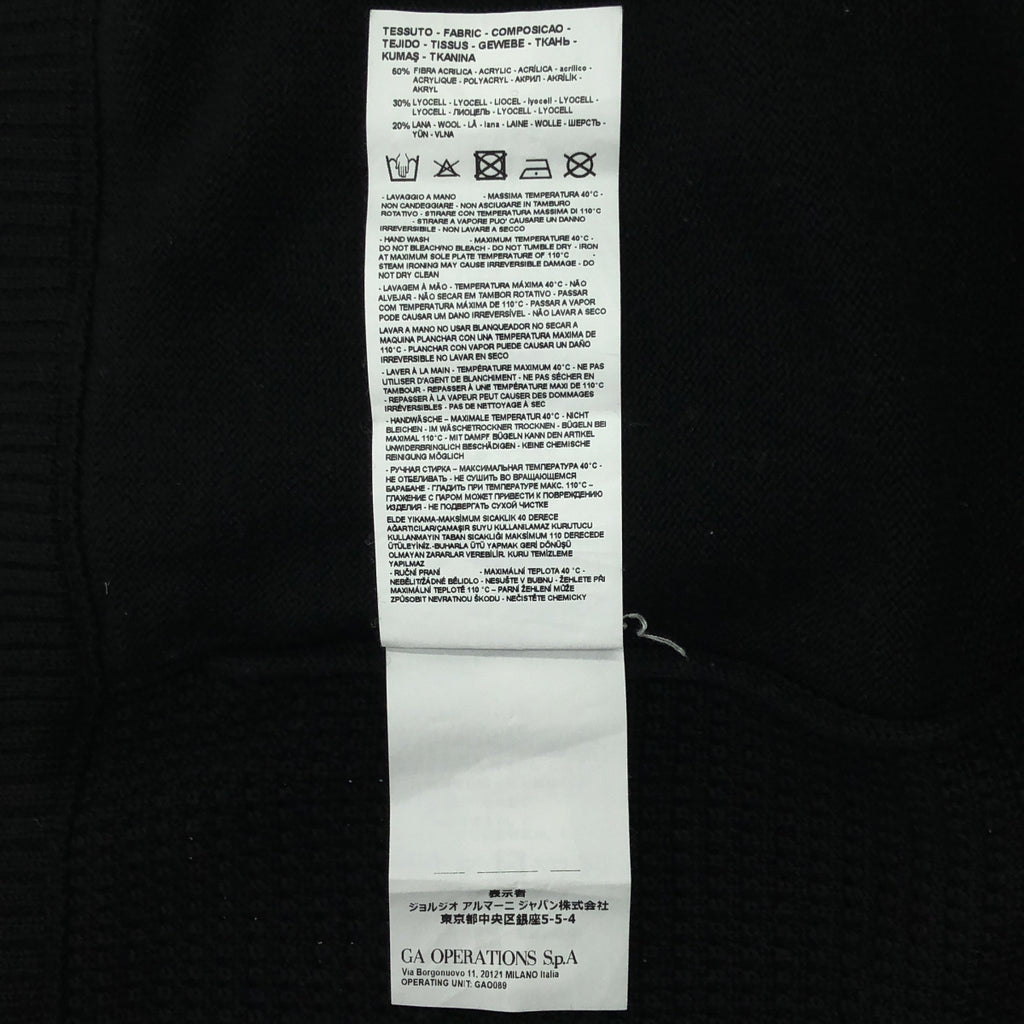 TESSUTO - FABRIC - COMPOSICAO -
TEJIDO - TISSUS - GEWEBE - ТКАНЬ -
KUMAŞ - TKANINA
50% FIBRA ACRILICA - ACRYLIC - ACRÍLICA - acrílico -
ACRYLIQUE - POLYACRYL - АКРИЛ - AKRİLİK -
AKRYL
30% LYOCELL - LYOCELL - LIOCEL - lyocell - LYOCELL -
LYOCELL - ЛИОЦЕЛЬ - LYOCELL - LYOCELL
20% LANA - WOOL - LÃ - lana - LAINE - WOLLE - ШЕРСТЬ -
YÜN - VLNA
- LAVAGGIO A MANO - MASSIMA TEMPERATURA 40°C -
NON CANDEGGIARE - NON ASCIUGARE IN TAMBURO
ROTATIVO - STIRARE CON TEMPERATURA MASSIMA DI 110°C
- STIRARE A VAPORE PUO' CAUSARE UN DANNO
IRREVERSIBILE - NON LAVARE A SECCO
- HAND WASH - MAXIMUM TEMPERATURE 40°C -
DO NOT BLEACH/NO BLEACH - DO NOT TUMBLE DRY - IRON
AT MAXIMUM SOLE PLATE TEMPERATURE OF 110°C -
STEAM IRONING MAY CAUSE IRREVERSIBLE DAMAGE - DO
NOT DRY CLEAN
- LAVAGEM À MÃO - TEMPERATURA MÁXIMA 40°C - NÃO
ALVEJAR - NÃO SECAR EM TAMBOR ROTATIVO - PASSAR
COM TEMPERATURA MÁXIMA DE 110°C - PASSAR A VAPOR
PODE CAUSAR UM DANO IRREVERSÍVEL - NÃO LAVAR A SECO
LAVAR A MANO NO USAR BLANQUEADOR NO SECAR A
MAQUINA PLANCHAR CON UNA TEMPERATURA MAXIMA DE
110°C - PLANCHAR CON VAPOR PUEDE CAUSAR UN DAÑO
IRREVERSIBLE NO LAVAR EN SECO
- LAVER À LA MAIN - TEMPÉRATURE MAXIMUM 40°C - NE PAS
UTILISER D'AGENT DE BLANCHIMENT - NE PAS SÉCHER EN
TAMBOUR - REPASSER À UNE TEMPÉRATURE MAXI DE 110°C
- REPASSER À LA VAPEUR PEUT CAUSER DES DOMMAGES
IRRÉVERSIBLES - PAS DE NETTOYAGE À SEC
- HANDWÄSCHE – MAXIMALE TEMPERATUR 40°C - NICHT
BLEICHEN - IM WÄSCHETROCKNER TROCKNEN - BÜGELN BEI
MAXIMAL 110°C - MIT DAMPF BÜGELN KANN DEN ARTIKEL
UNWIDERBRINGLICH BESCHÄDIGEN - KEINE CHEMISCHE
REINIGUNG MÖGLICH
- РУЧНАЯ СТИРКА – МАКСИМАЛЬНАЯ ТЕМПЕРАТУРА 40°C -
НЕ ОТБЕЛИВАТЬ - НЕ СУШИТЬ ВО ВРАЩАЮЩЕМСЯ
БАРАБАНЕ - ГЛАДИТЬ ПРИ ТЕМПЕРАТУРЕ МАКС. 110°C –
ГЛАЖЕНИЕ С ПАРОМ МОЖЕТ ПРИВЕСТИ К ПОВРЕЖДЕНИЮ
ИЗДЕЛИЯ - НЕ ПОДВЕРГАТЬ СУХОЙ ЧИСТКЕ
ELDE YIKAMA-MAKSİMUM SICAKLIK 40 DERECE
AĞARTICILAR/ÇAMAŞIR SUYU KULLANILAMAZ KURUTUCU
KULLANMAYIN TABAN SICAKLIĞI MAKSİMUM 110 DERECEDE
ÜTÜLEYİNİZ.-BUHARLA ÜTÜ YAPMAK GERİ DÖNÜŞÜ
OLMAYAN ZARARLAR VEREBİLİR. KURU TEMİZLEME
YAPILMAZ
- RUČNÍ PRANÍ - MAXIMÁLNÍ TEPLOTA 40 °C -
NEBĚLIT/ŽÁDNÉ BĚLIDLO - NESUŠTE V BUBNU - ŽEHLETE PŘI
MAXIMÁLNÍ TEPLOTĚ 110 °C – PARNÍ ŽEHLENÍ MŮŽE
ZPŮSOBIT NEVRATNOU ŠKODU - NEČISTĚTE CHEMICKY
表示者
ジョルジオ アルマーニ ジャパン株式会社
東京都中央区銀座5-5-4
GA OPERATIONS S.p.A
Via Borgonuovo 11, 20121 MILANO Italia
OPERATING UNIT: GAO089